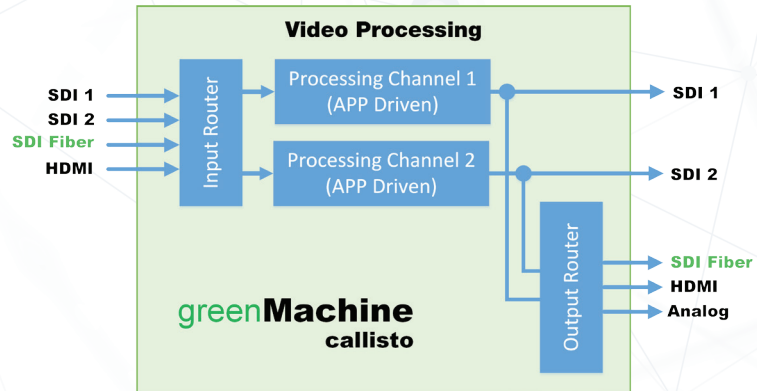 Video Processing
SDI 1
SDI 2
SDI Fiber
HDMI
Input Router
Processing Channel 1
(APP Driven)
Processing Channel 2
(APP Driven)
SDI 1
SDI 2
Output Router
SDI Fiber
HDMI
Analog
greenMachine
callisto